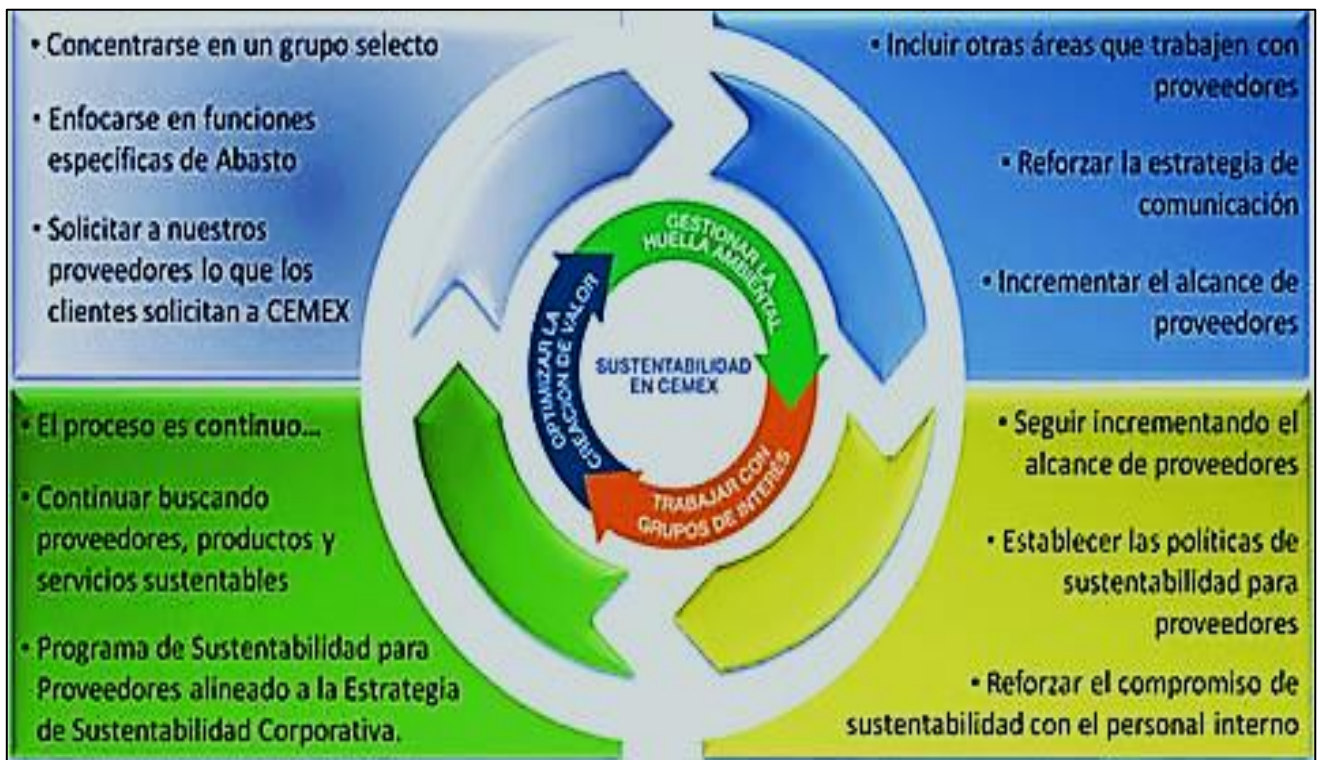 • Concentrarse en un grupo selecto
• Enfocarse en funciones
específicas de Abasto
• Solicitar a nuestros
proveedores lo que los
clientes solicitan a CEMEX
• Incluir otras áreas que trabajen con
proveedores
• Reforzar la estrategia de
comunicación
• Incrementar el alcance de
proveedores
GESTIONAR LA
HUELLA AMBIENTAL
OPTIMIZAR LA
CREACIÓN DE VALOR
SUSTENTABILIDAD
EN CEMEX
TRABAJAR CON
GRUPOS DE INTERÉS
• El proceso es continuo...
• Continuar buscando
proveedores, productos y
servicios sustentables
• Programa de Sustentabilidad para
Proveedores alineado a la Estrategia
de Sustentabilidad Corporativa.
• Seguir incrementando el
alcance de proveedores
• Establecer las políticas de
sustentabilidad para
proveedores
• Reforzar el compromiso de
sustentabilidad con el personal interno